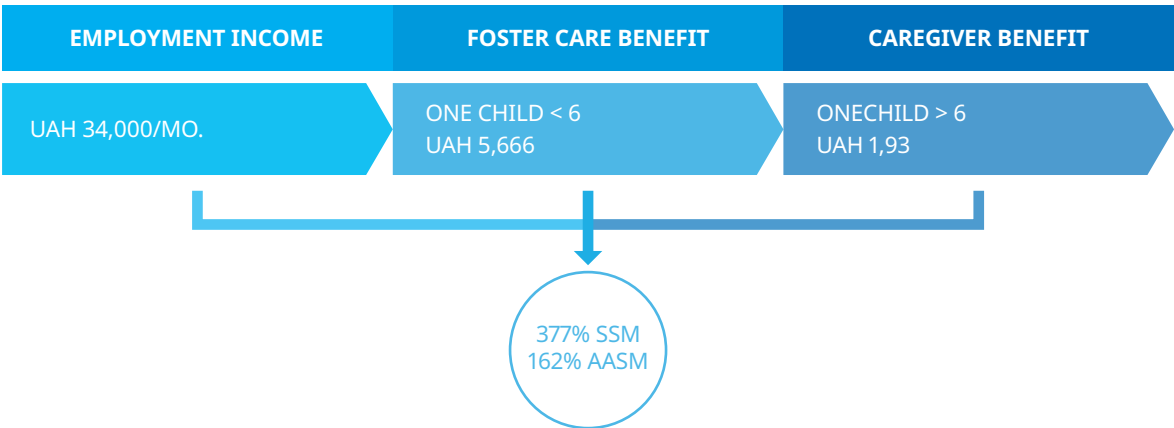 EMPLOYMENT INCOME
FOSTER CARE BENEFIT
CAREGIVER BENEFIT
UAH 34,000/MO.
ONE CHILD < 6
UAH 5,666
ONECHILD > 6
UAH 1,93
377% SSM
162% AASM